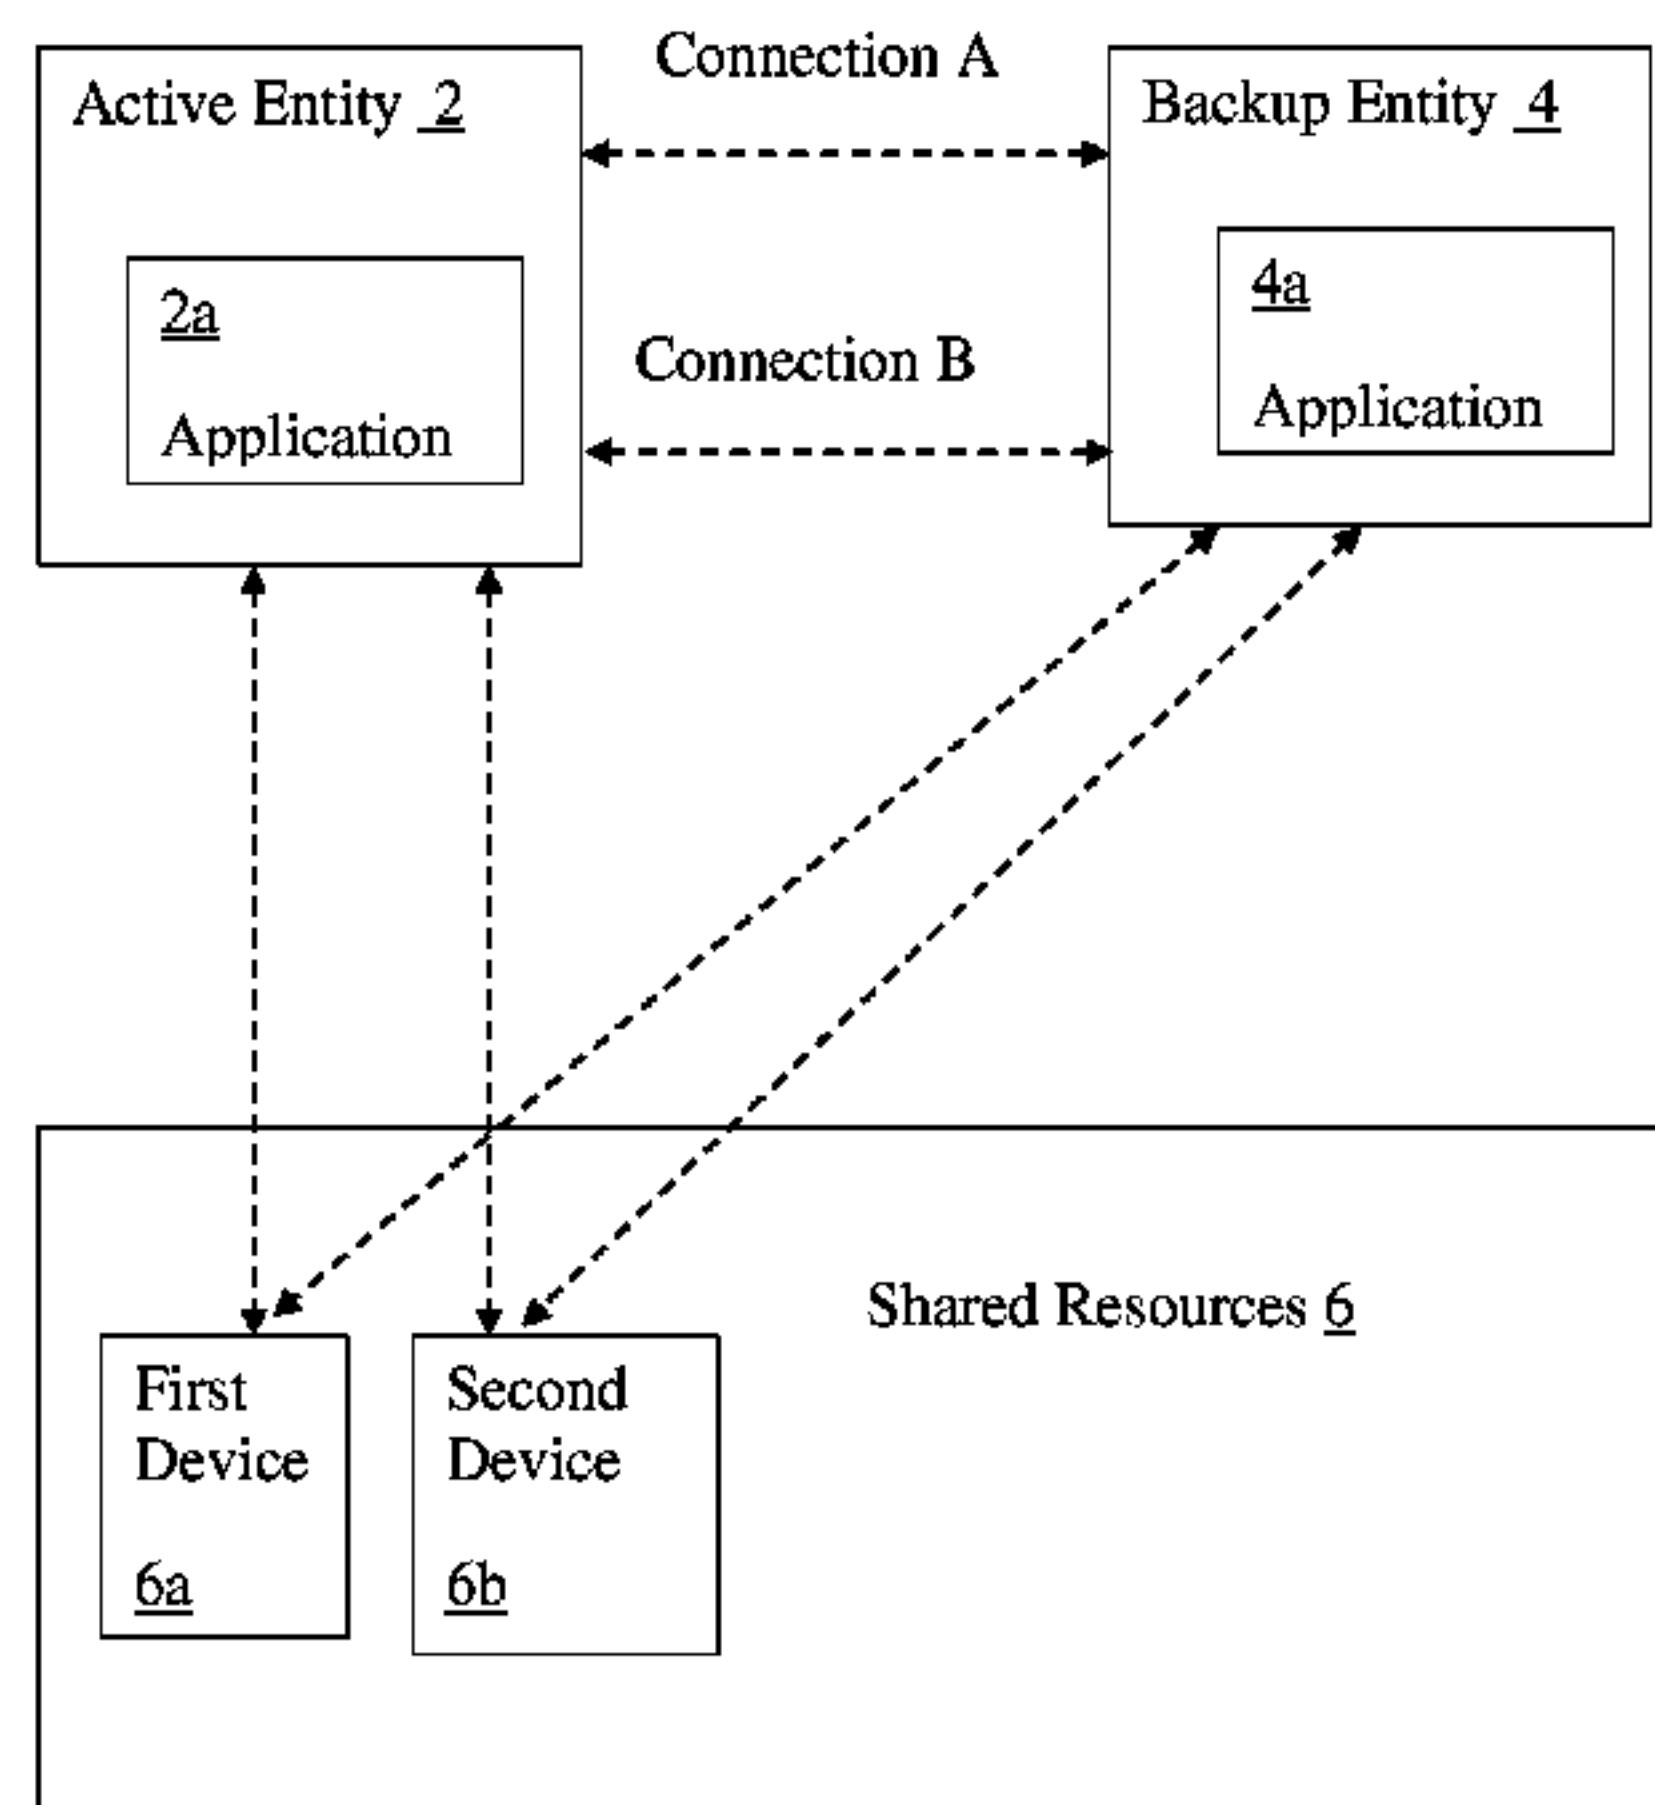 Connection A
Active Entity 2
Backup Entity 4
2a
Application
4a
Application
Connection B
Shared Resources 6
First
Device
6a
Second
Device
6b